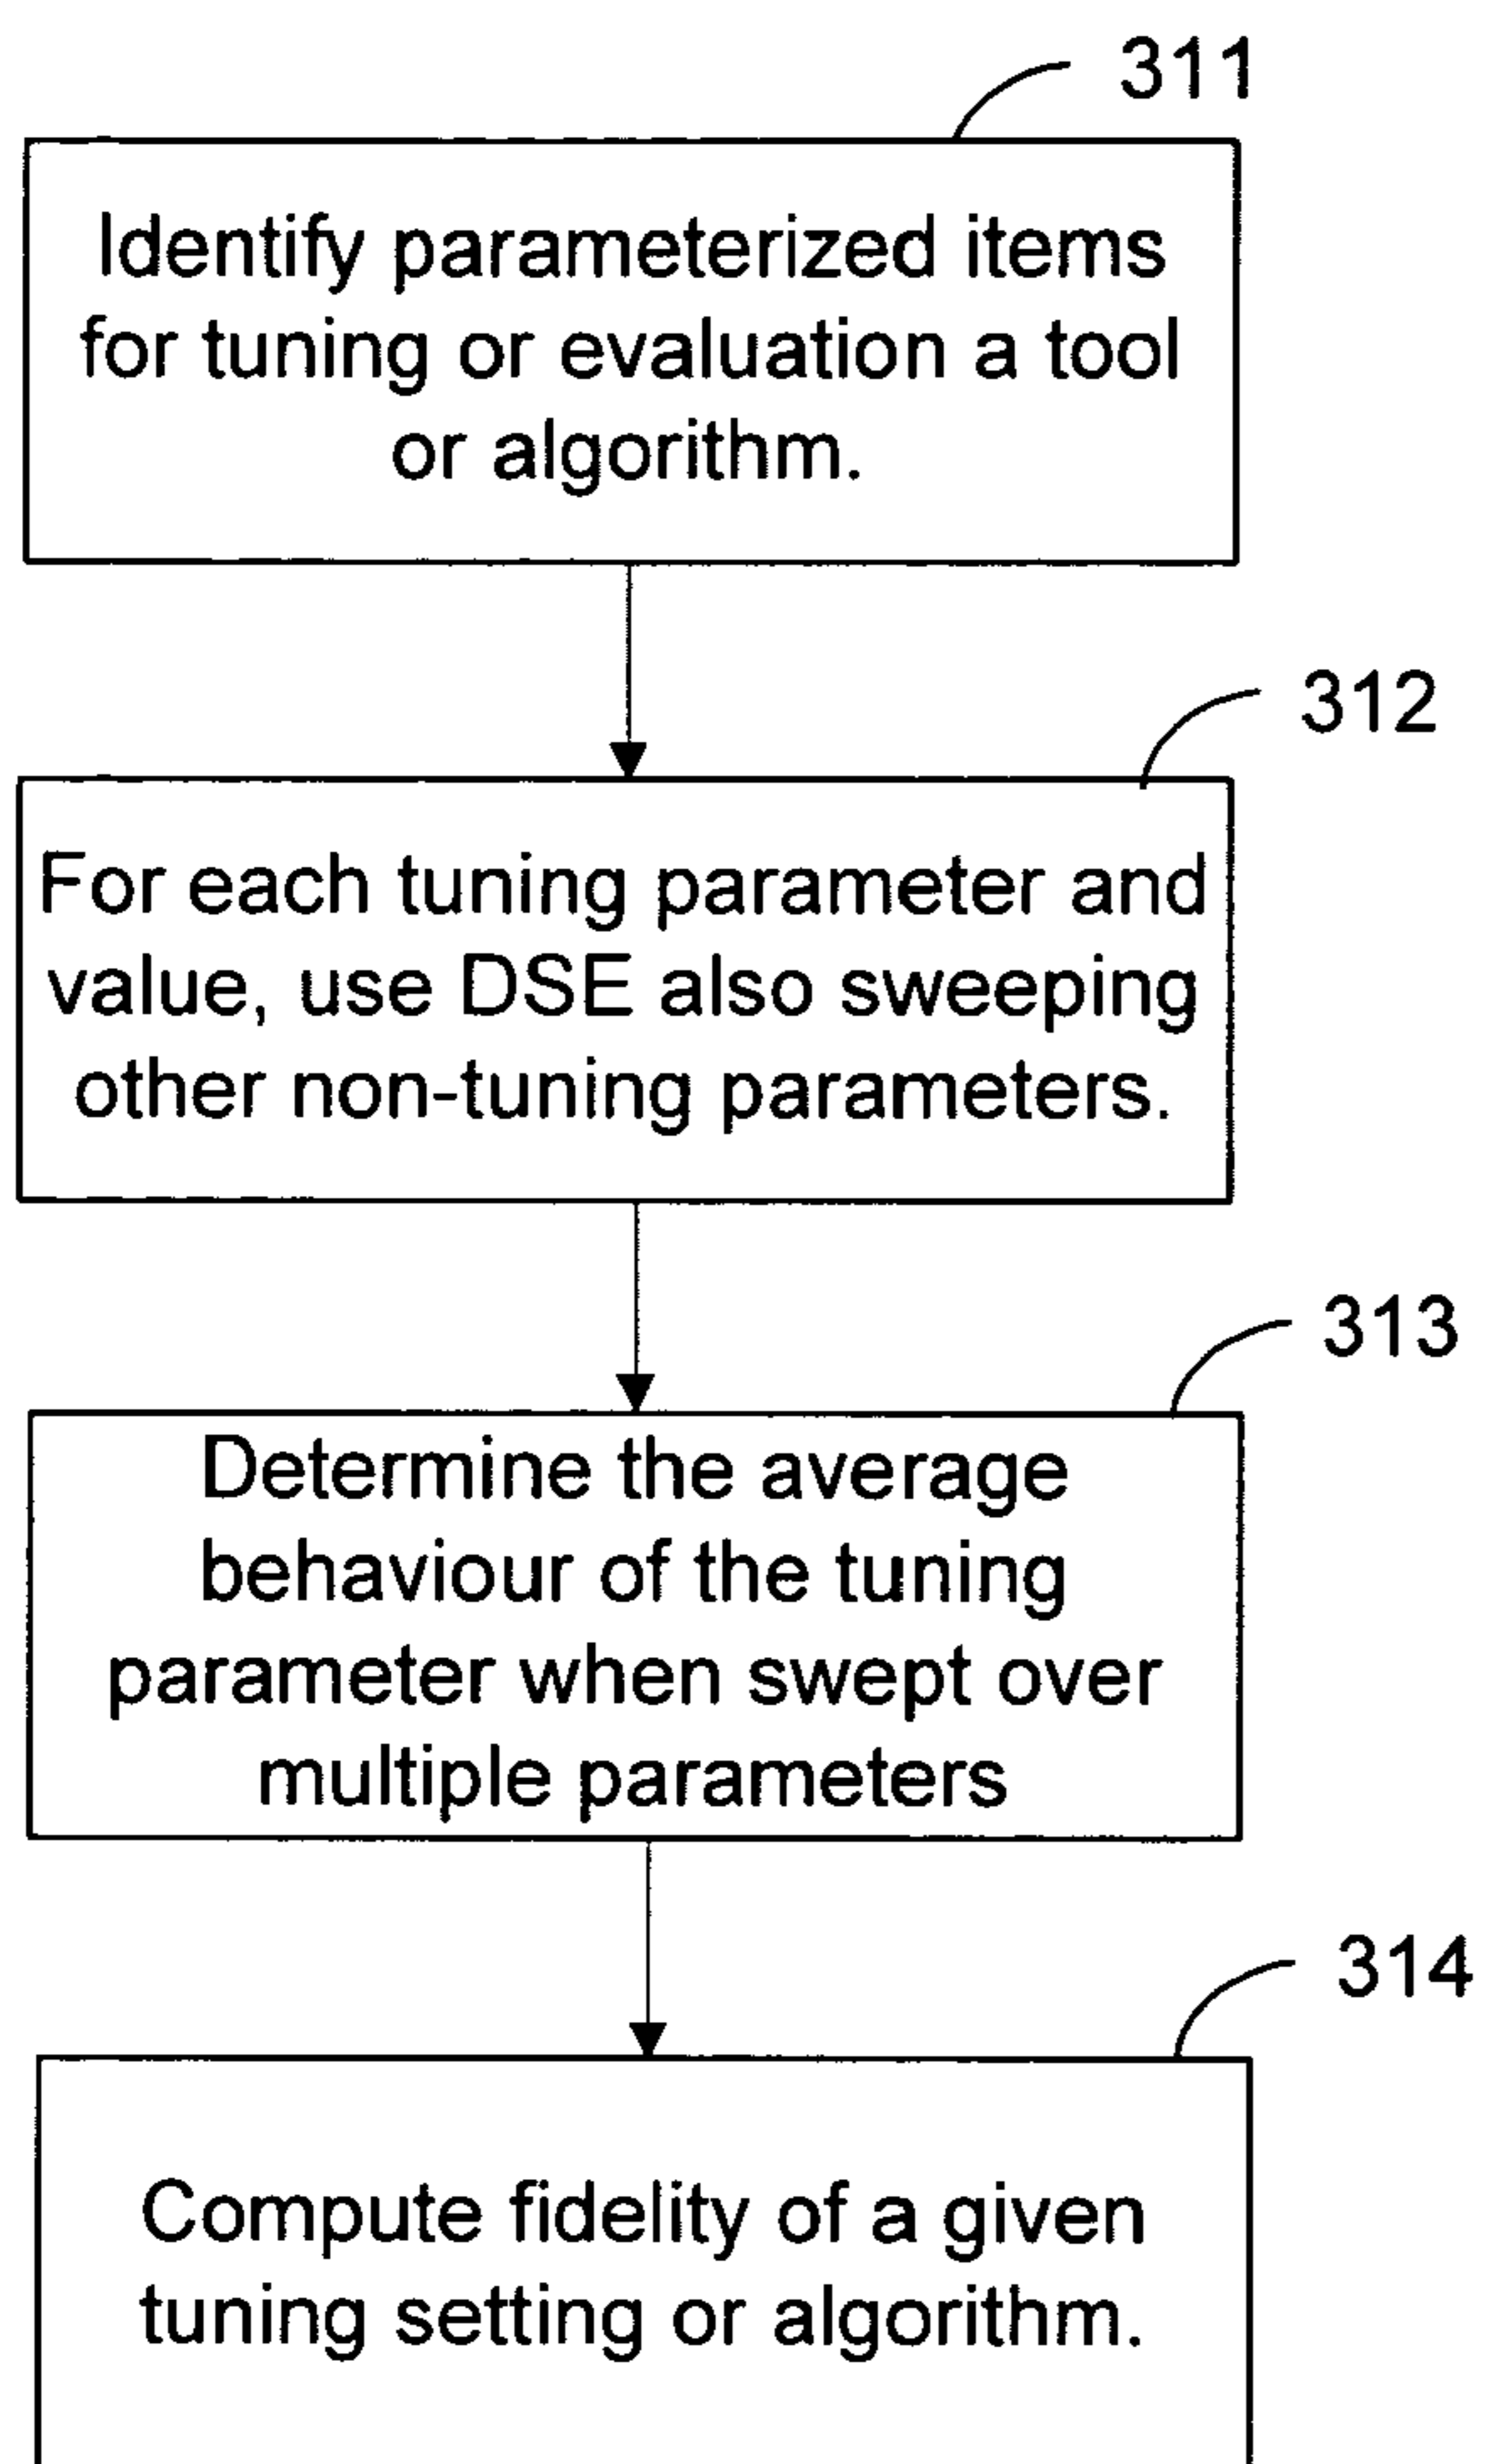 311
Identify parameterized items
for tuning or evaluation a tool
or algorithm.
312
For each tuning parameter and
value, use DSE also sweeping
other non-tuning parameters.
313
Determine the average
behaviour of the tuning
parameter when swept over
multiple parameters
314
Compute fidelity of a given
tuning setting or algorithm.